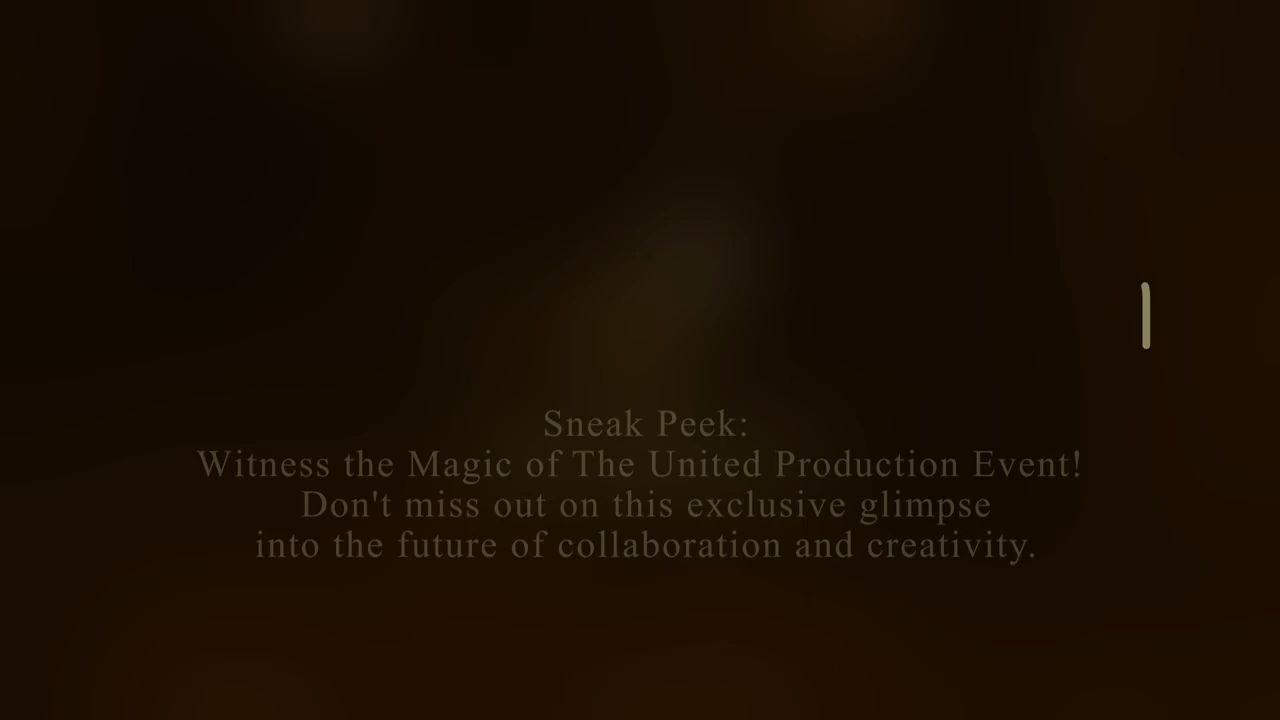 Sneak Peek:
Witness the Magic of The United Production Event!
Don't miss out on this exclusive glimpse
into the future of collaboration and creativity.